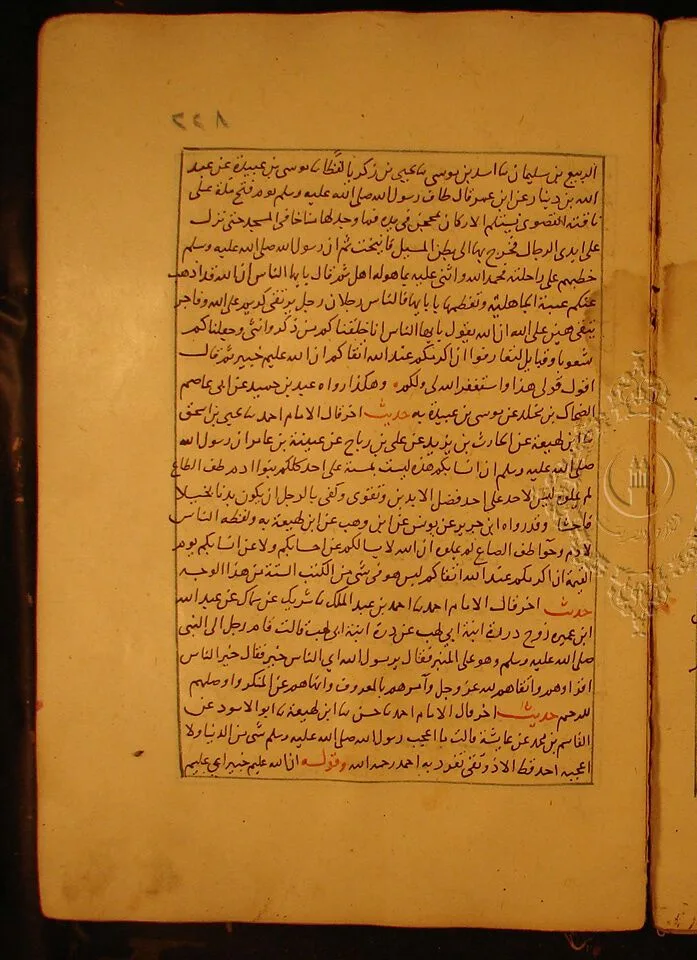 ٨٢٢
الربيع بن سليمان ثنا اسد بن موسى ثنا يحيى بن زكريا القطان ثنا موسى بن عبيدة عن عبد
الله بن دينار عن ابن عمر قال طاف رسول الله صلى الله عليه وسلم يوم فتح مكة على
ناقته القصوى يستلم الاركان بمحجن في يده فما وجد لها مناخا في المسجد حتى نزل
على ايدي الرجال فخرج بها الى بطن المسيل فانيخت ثم ان رسول الله صلى الله عليه وسلم
خطبهم على راحلته فحمد الله واثنى عليه بما هو له اهل ثم قال يا ايها الناس ان الله قد اذهب
عنكم عبية الجاهلية وتعظمها بابايها فالناس رجلان رجل بر تقي كريم على الله وفاجر
شقي هين على الله ان الله يقول يا ايها الناس انا خلقناكم من ذكر وانثى وجعلناكم
شعوبا وقبايل لتعارفوا ان اكرمكم عند الله اتقاكم ان الله عليم خبير ثم قال
اقول قولي هذا واستغفر الله لي ولكم وهكذا رواه عبد بن حميد عن ابي عاصم
الضحاك بن مخلد عن موسى بن عبيدة به حديث اخر قال الامام احمد ثنا يحيى بن اسحق
ثنا ابن لهيعة عن الحارث بن يزيد عن علي بن رباح عن عقبة بن عامر ان رسول الله
صلى الله عليه وسلم ان انسابكم هذه ليست بمسبة على احد كلكم بنوا ادم طف الصاع
لم يملوه ليس لاحد على احد فضل الا بدين وتقوى وكفى بالرجل ان يكون بذيا بخيلا
فاحشا وقد رواه ابن جرير عن يونس عن ابن وهب عن ابن لهيعة به ولفظه الناس
لادم وحوا طف الصاع لم يملوه ان الله لا يسالكم عن احسابكم ولا عن انسابكم يوم
القيمة ان اكرمكم عند الله اتقاكم ليس هو في شي من الكتب الستة من هذا الوجه
حديث اخر قال الامام احمد ثنا احمد بن عبد الملك ثنا شريك عن سماك عن عبد الله
ابن عميرة زوج درة ابنة ابي لهب عن درة ابنة ابي لهب قالت قام رجل الى النبي
صلى الله عليه وسلم وهو على المنبر فقال يرسول الله اي الناس خير فقال خير الناس
اقراوهم واتقاهم لله عز وجل وآمرهم بالمعروف وانهاهم عن المنكر واوصلهم
للرحم حديث اخر قال الامام احمد ثنا حسن ثنا ابن لهيعة ثنا ابو الاسود عن
القاسم بن محمد عن عايشة قالت ما اعجب رسول الله صلى الله عليه وسلم شي من الدنيا ولا
اعجبه احد قط الا ذو تقى تفرد به احمد رحمه الله وقوله ان الله عليم خبير اي عليم